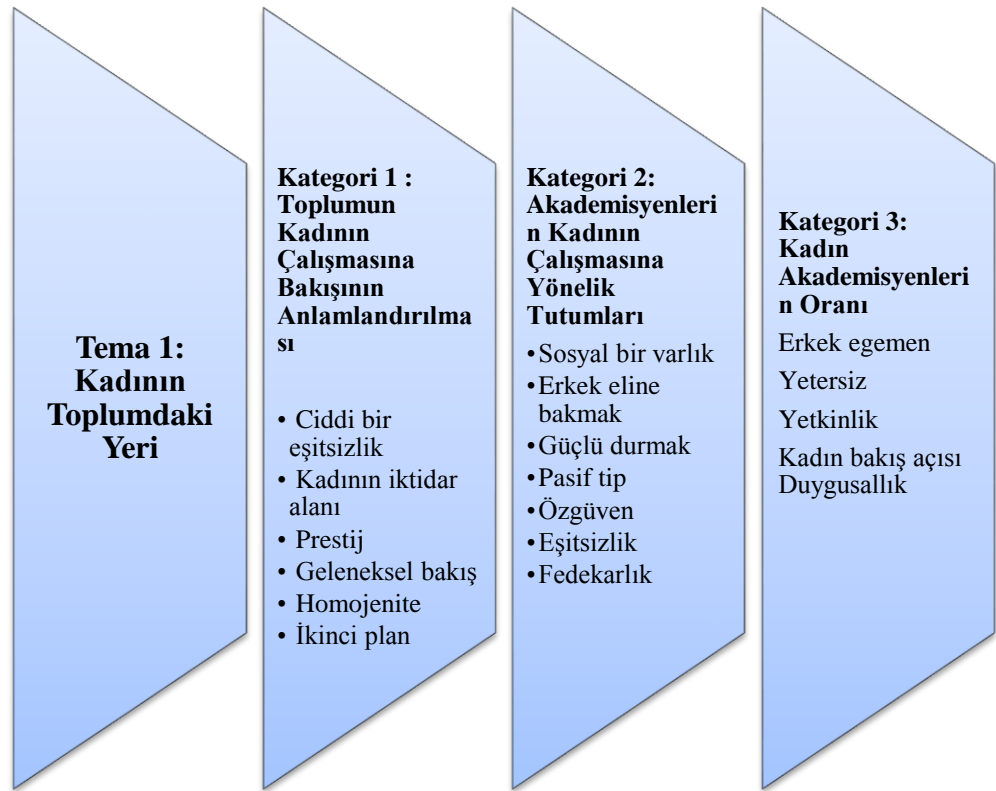 Tema 1:
Kadının
Toplumdaki
Yeri
Kategori 1 :
Toplumun
Kadının
Çalışmasına
Bakışının
Anlamlandırılma
sı
• Ciddi bir
eşitsizlik
• Kadının iktidar
alanı
• Prestij
• Geleneksel bakış
• Homojenite
• İkinci plan
Kategori 2:
Akademisyenleri
n Kadının
Çalışmasına
Yönelik
Tutumları
•Sosyal bir varlık
•Erkek eline
bakmak
•Güçlü durmak
•Pasif tip
•Özgüven
•Eşitsizlik
•Fedekarlık
Kategori 3:
Kadın
Akademisyenleri
n Oranı
Erkek egemen
Yetersiz
Yetkinlik
Kadın bakış açısı
Duygusallık